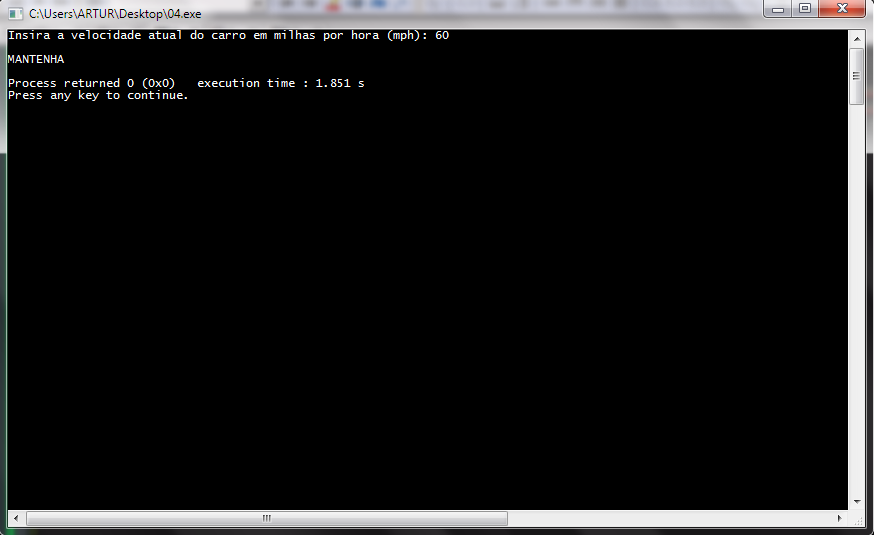 C:\Users\ARTUR\Desktop\04.exe
Insira a velocidade atual do carro em milhas por hora (mph): 60
MANTENHA
Process returned 0 (0x0)   execution time : 1.851 s
Press any key to continue.